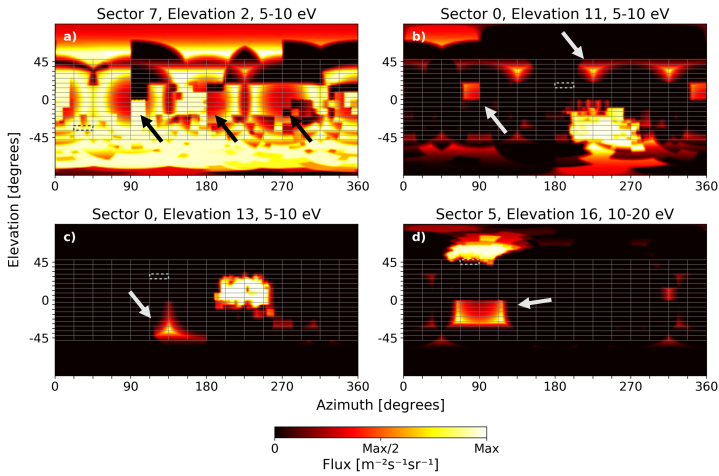 Sector 7, Elevation 2, 5-10 eV
Sector 0, Elevation 11, 5-10 eV
a)
b)
45
0
-45
45
0
-45
0 90 180 270 360
0 90 180 270 360
Sector 0, Elevation 13, 5-10 eV
Sector 5, Elevation 16, 10-20 eV
c)
d)
45
0
-45
45
0
-45
0 90 180 270 360
0 90 180 270 360
Elevation [degrees]
Azimuth [degrees]
0 Max/2 Max
Flux [m⁻²s⁻¹sr⁻¹]